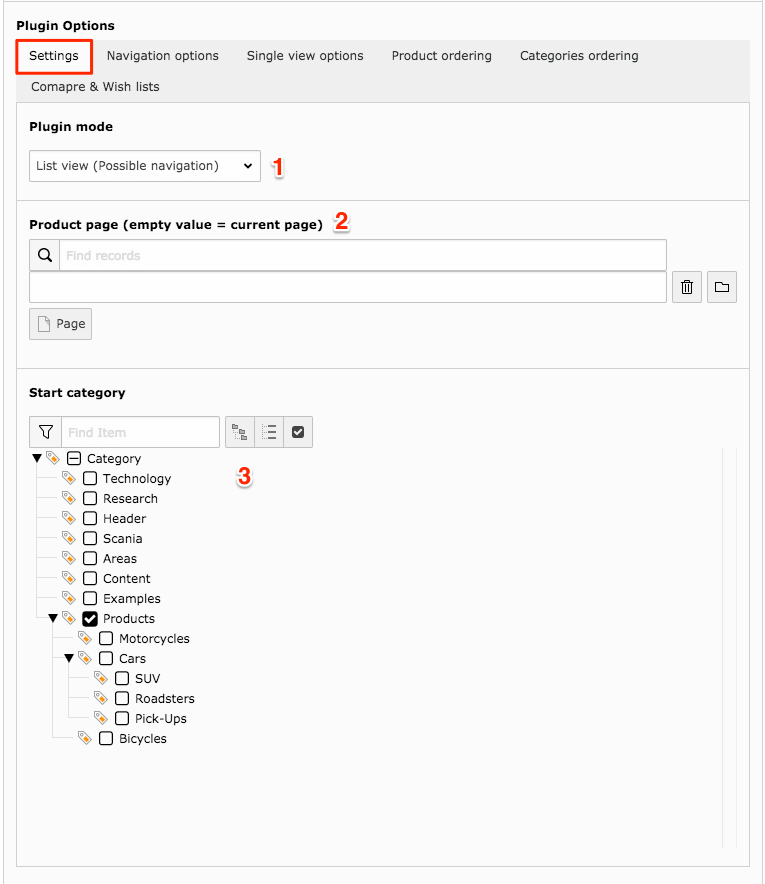 Plugin Options
Settings Navigation options Single view options Product ordering Categories ordering
Comapre & Wish lists
Plugin mode
List view (Possible navigation) 1
Product page (empty value = current page) 2
Find records
Page
Start category
Find Item
Category
3
Technology
Research
Header
Scania
Areas
Content
Examples
Products
Motorcycles
Cars
SUV
Roadsters
Pick-Ups
Bicycles